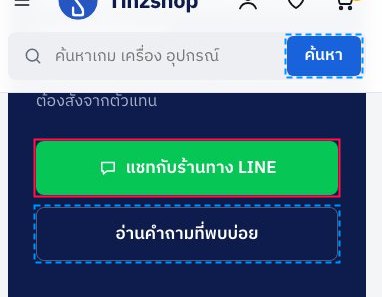 Tin2shop
ค้นหาเกม เครื่อง อุปกรณ์
ค้นหา
ต้องสั่งจากตัวแทน
แชทกับร้านทาง LINE
อ่านคำถามที่พบบ่อย